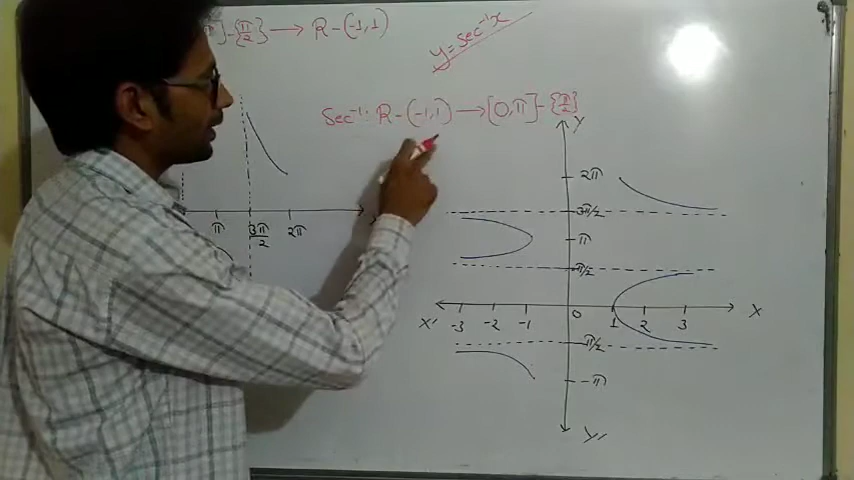 π]-{π/2} → R-(-1,1)
y=sec⁻¹x
Sec⁻¹: R-(-1,1) → [0,π]-{π/2}
Y
2π
3π/2
π
π/2
π 3π/2 2π
X' -3 -2 -1 0 1 2 3 X
-π/2
-π
Y'